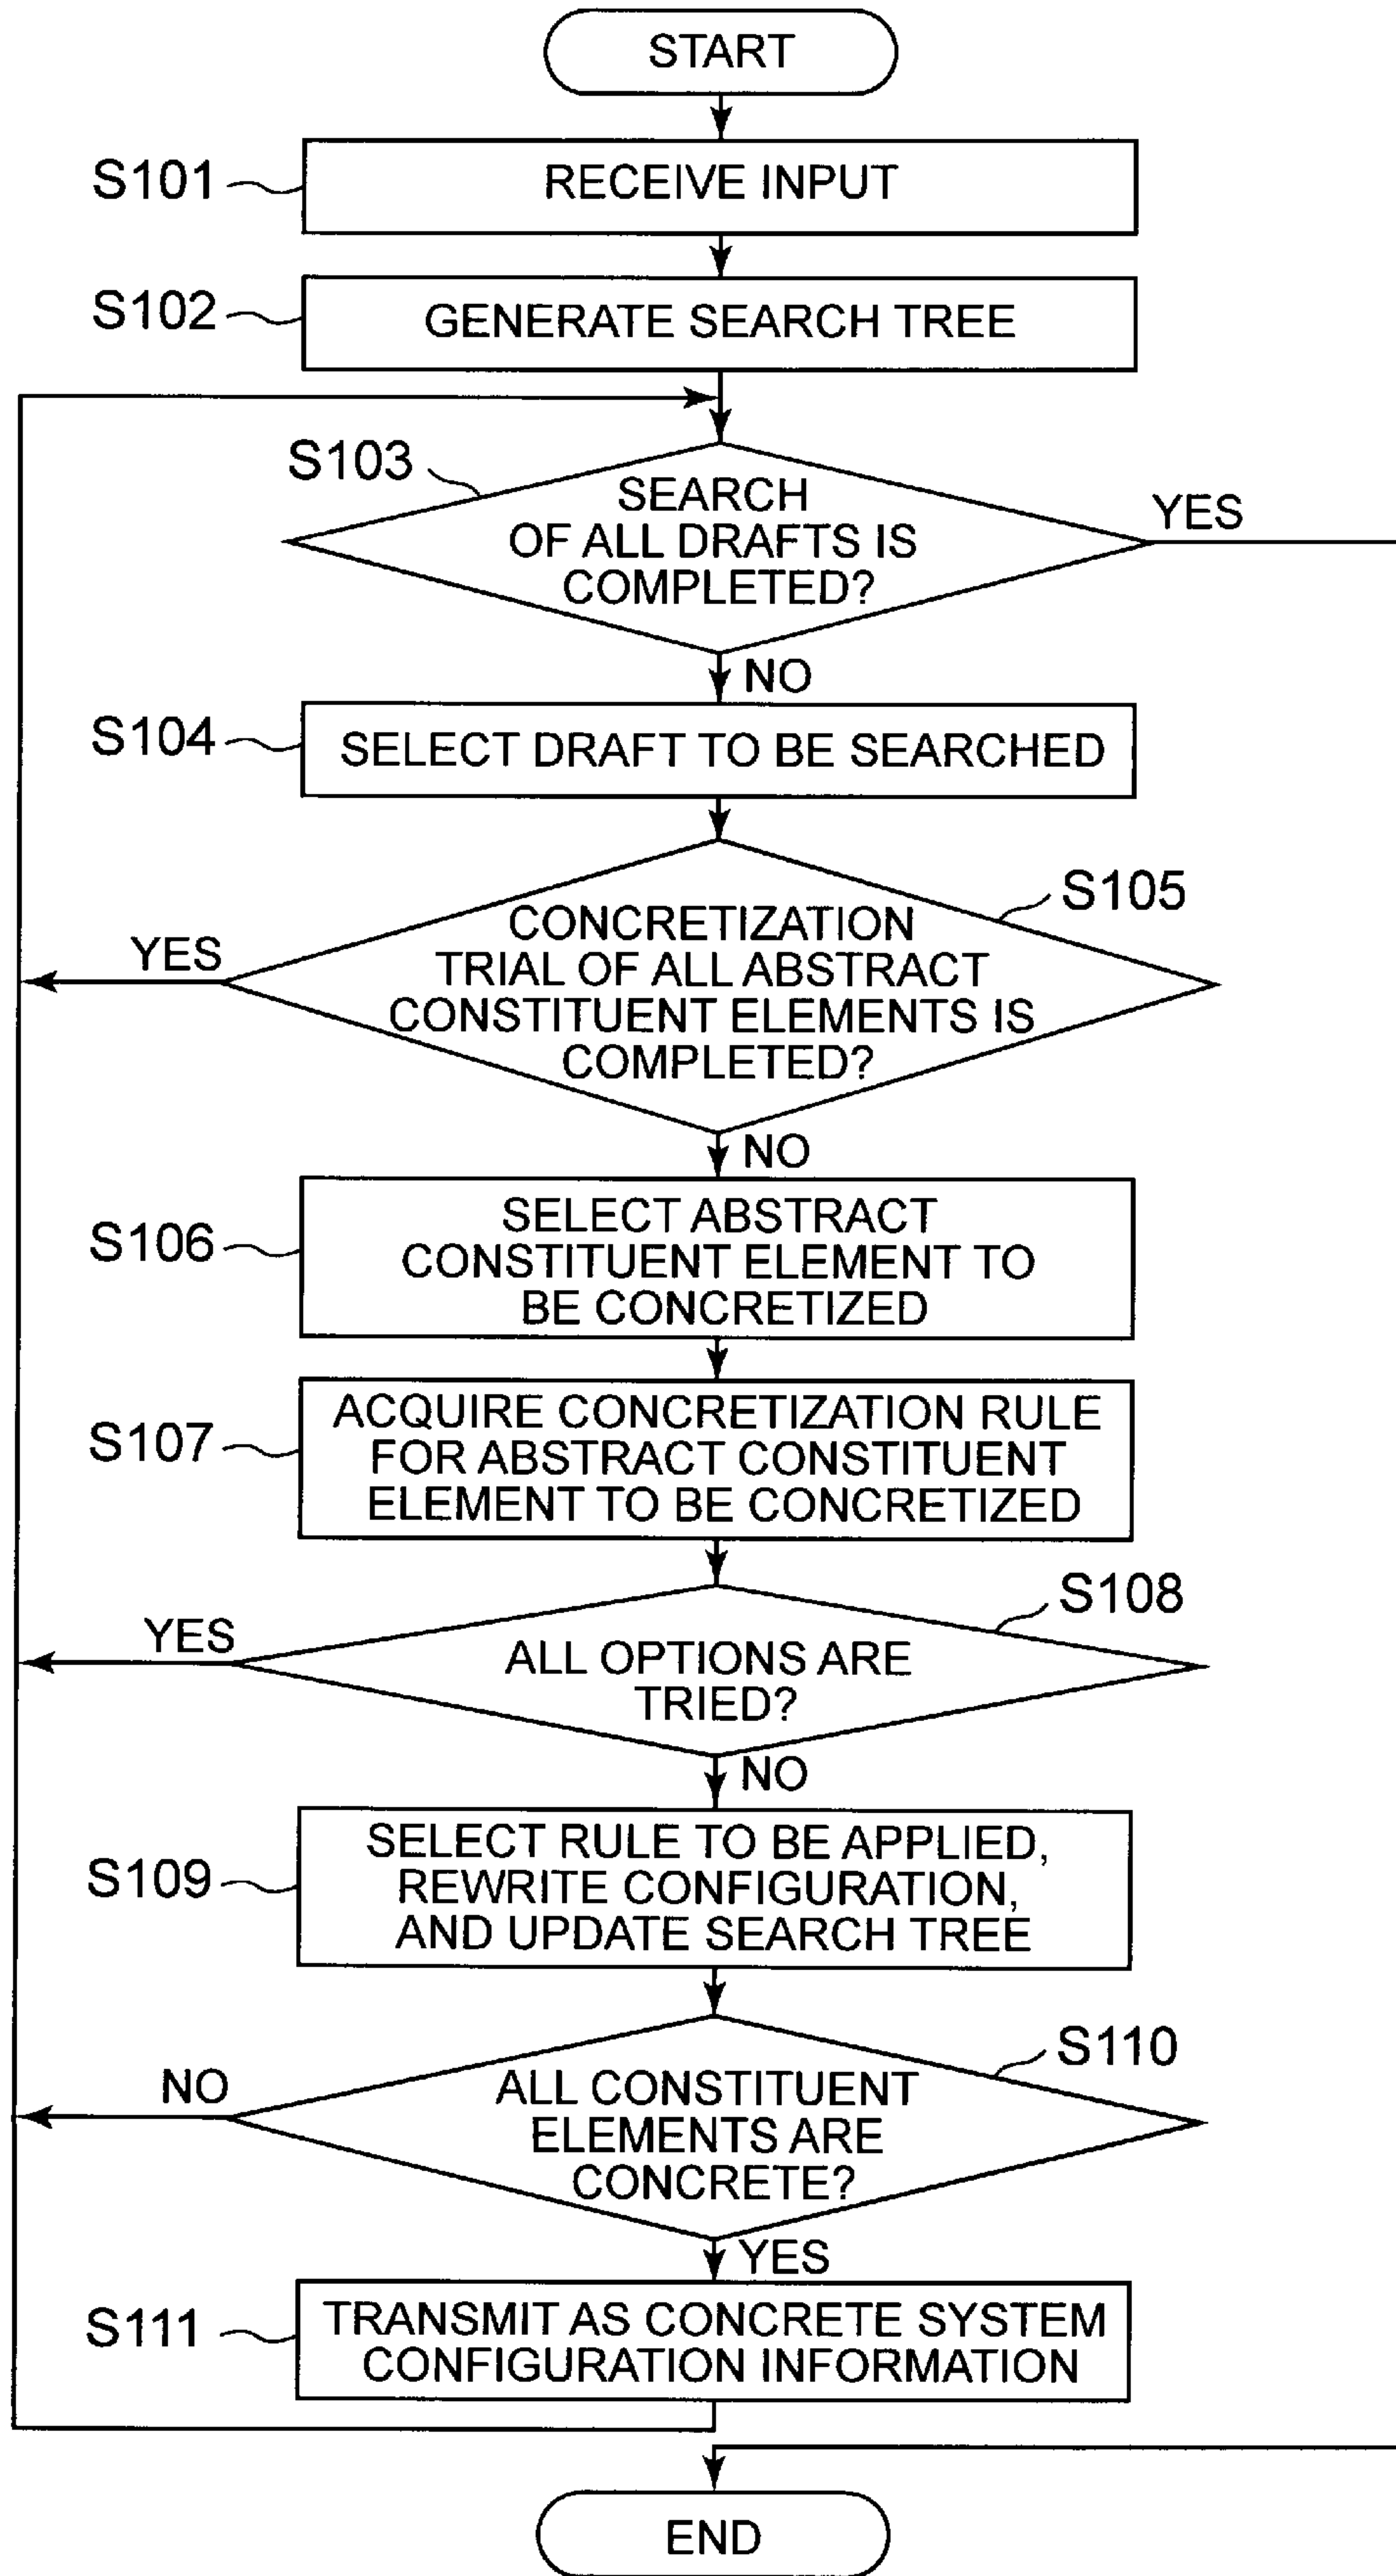 START
S101
RECEIVE INPUT
S102
GENERATE SEARCH TREE
S103
SEARCH
OF ALL DRAFTS IS
COMPLETED?
YES
NO
S104
SELECT DRAFT TO BE SEARCHED
S105
CONCRETIZATION
TRIAL OF ALL ABSTRACT
CONSTITUENT ELEMENTS IS
COMPLETED?
YES
NO
S106
SELECT ABSTRACT
CONSTITUENT ELEMENT TO
BE CONCRETIZED
S107
ACQUIRE CONCRETIZATION RULE
FOR ABSTRACT CONSTITUENT
ELEMENT TO BE CONCRETIZED
S108
YES
ALL OPTIONS ARE
TRIED?
NO
S109
SELECT RULE TO BE APPLIED,
REWRITE CONFIGURATION,
AND UPDATE SEARCH TREE
S110
NO
ALL CONSTITUENT
ELEMENTS ARE
CONCRETE?
YES
S111
TRANSMIT AS CONCRETE SYSTEM
CONFIGURATION INFORMATION
END